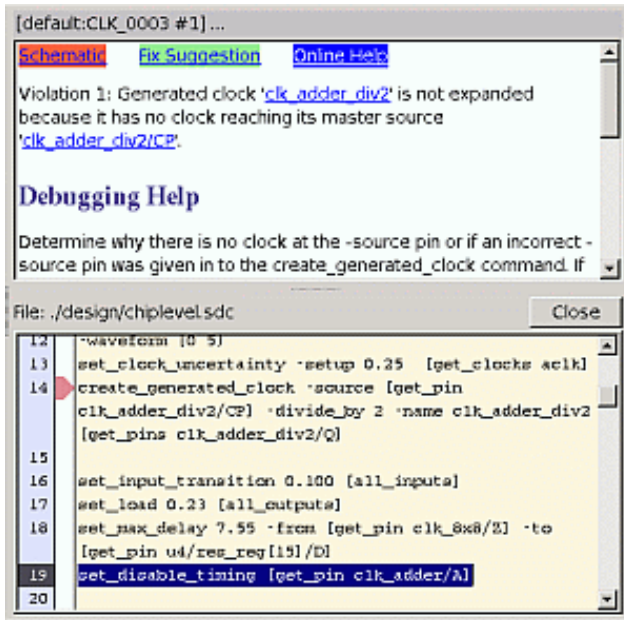 [default:CLK_0003 #1] ...
Schematic Fix Suggestion Online Help
Violation 1: Generated clock 'clk_adder_div2' is not expanded
because it has no clock reaching its master source
'clk_adder_div2/CP'.
Debugging Help
Determine why there is no clock at the -source pin or if an incorrect -
source pin was given in to the create_generated_clock command. If
File: ./design/chiplevel.sdc Close
12 -waveform {0 5}
13 set_clock_uncertainty -setup 0.25 [get_clocks aclk]
14 create_generated_clock -source [get_pin
clk_adder_div2/CP] -divide_by 2 -name clk_adder_div2
[get_pins clk_adder_div2/Q]
15
16 set_input_transition 0.100 [all_inputs]
17 set_load 0.23 [all_outputs]
18 set_max_delay 7.55 -from [get_pin clk_8x8/Z] -to
[get_pin u4/res_reg[15]/D]
19 set_disable_timing [get_pin clk_adder/A]
20